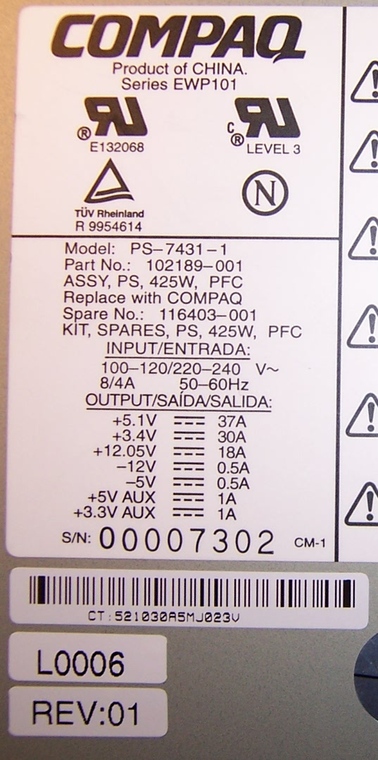 COMPAQ
Product of CHINA.
Series EWP101
E132068
LEVEL 3
TÜV Rheinland
R 9954614
N
Model: PS-7431-1
Part No.: 102189-001
ASSY, PS, 425W, PFC
Replace with COMPAQ
Spare No.: 116403-001
KIT, SPARES, PS, 425W, PFC
INPUT/ENTRADA:
100-120/220-240 V~
8/4A 50-60Hz
OUTPUT/SAÍDA/SALIDA:
+5.1V 37A
+3.4V 30A
+12.05V 18A
-12V 0.5A
-5V 0.5A
+5V AUX 1A
+3.3V AUX 1A
S/N: 00007302 CM-1
CT:521030A5MJ023V
L0006
REV:01